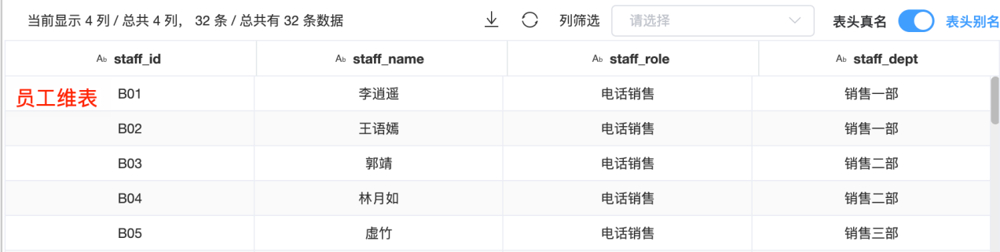 当前显示 4 列 / 总共 4 列， 32 条 / 总共有 32 条数据 列筛选 请选择 表头真名 表头别名
Ab staff_id Ab staff_name Ab staff_role Ab staff_dept
员工维表 B01 李逍遥 电话销售 销售一部
B02 王语嫣 电话销售 销售一部
B03 郭靖 电话销售 销售二部
B04 林月如 电话销售 销售二部
B05 虚竹 电话销售 销售三部